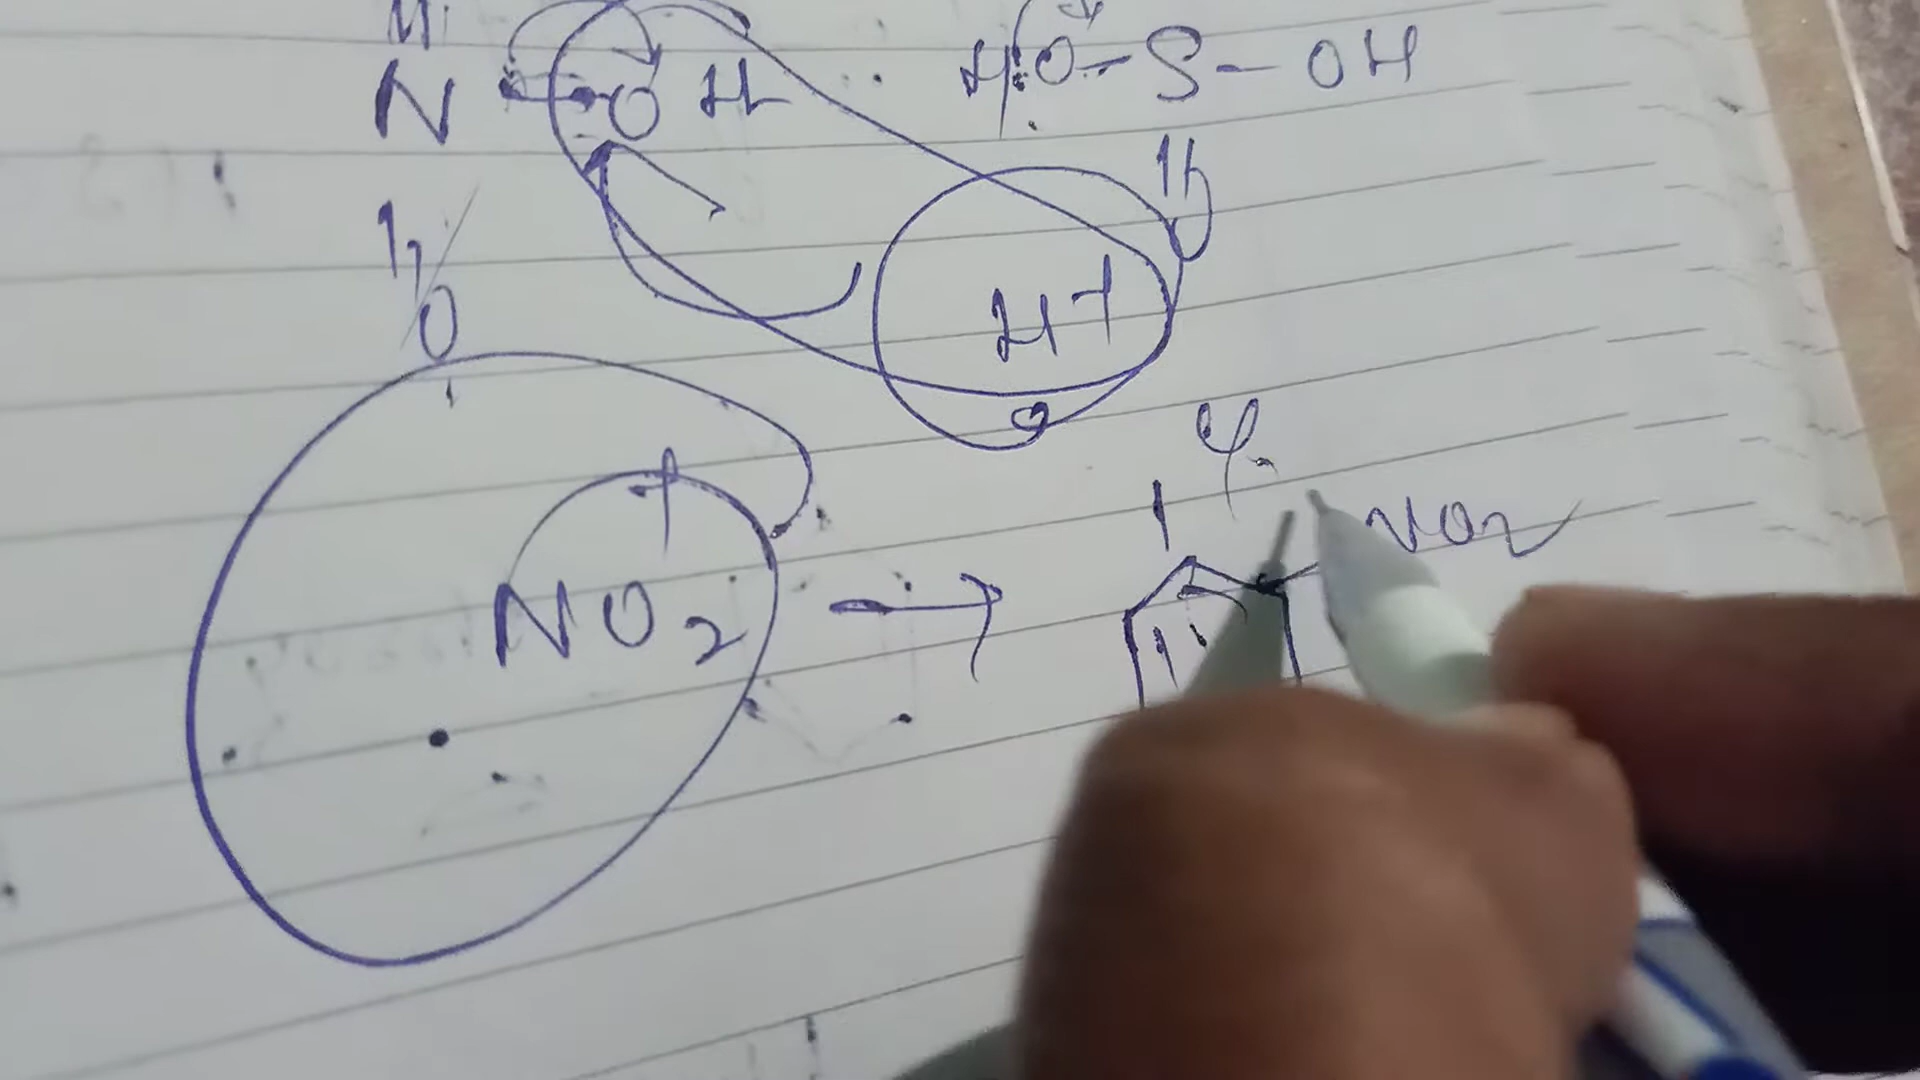 N OH
HO-S-OH
O
O
H+
+
NO2 →
NO2